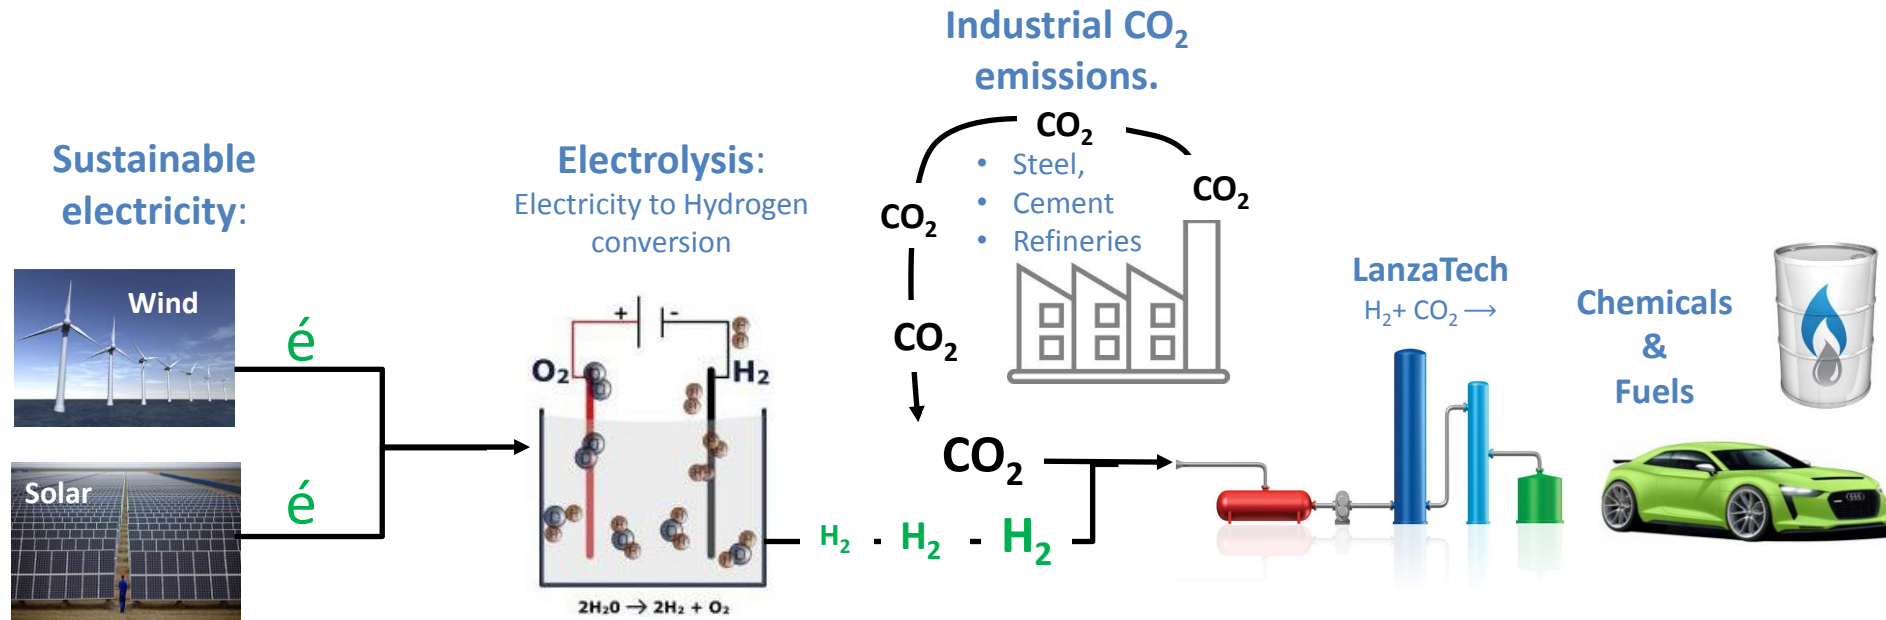 Sustainable
electricity:
Wind
é
Solar
é
Electrolysis:
Electricity to Hydrogen
conversion
+ -
O₂ H₂
2H₂0 → 2H₂ + O₂
Industrial CO₂
emissions.
CO₂
• Steel,
• Cement
• Refineries
CO₂
CO₂
CO₂
CO₂
H₂ . H₂ - H₂
LanzaTech
H₂+ CO₂ →
Chemicals
&
Fuels